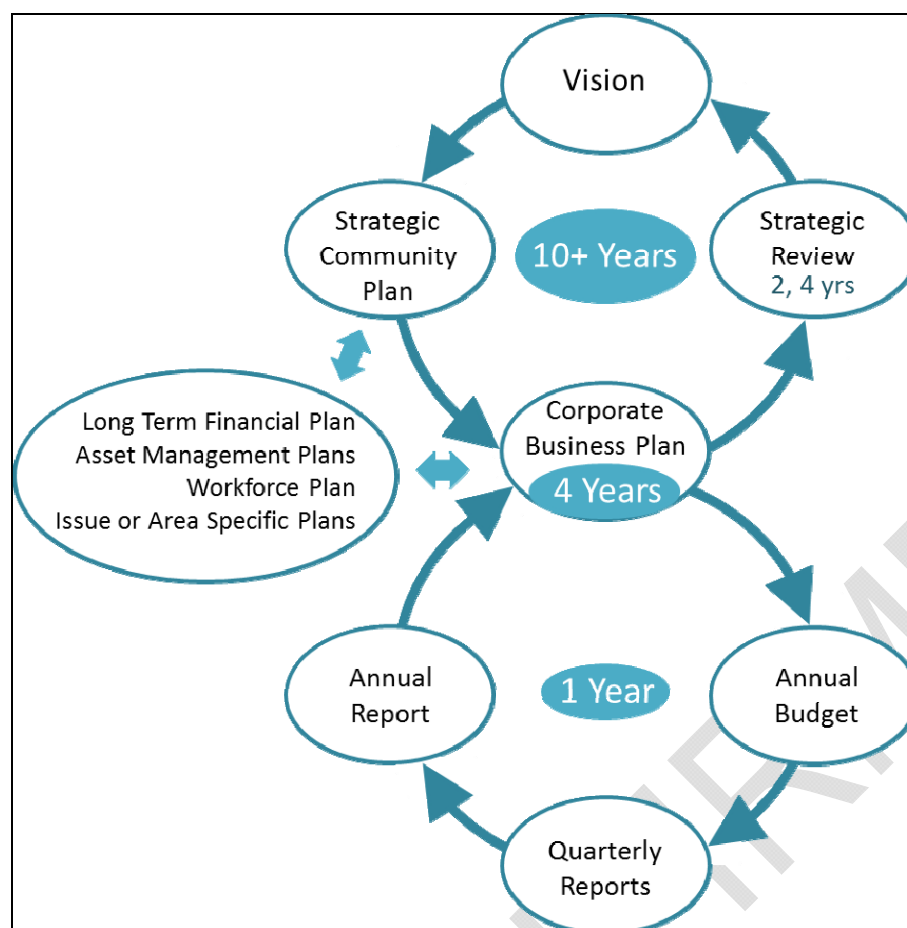 Vision
Strategic
Community
Plan
10+ Years
Strategic
Review
2, 4 yrs
Long Term Financial Plan
Asset Management Plans
Workforce Plan
Issue or Area Specific Plans
Corporate
Business Plan
4 Years
Annual
Report
1 Year
Annual
Budget
Quarterly
Reports